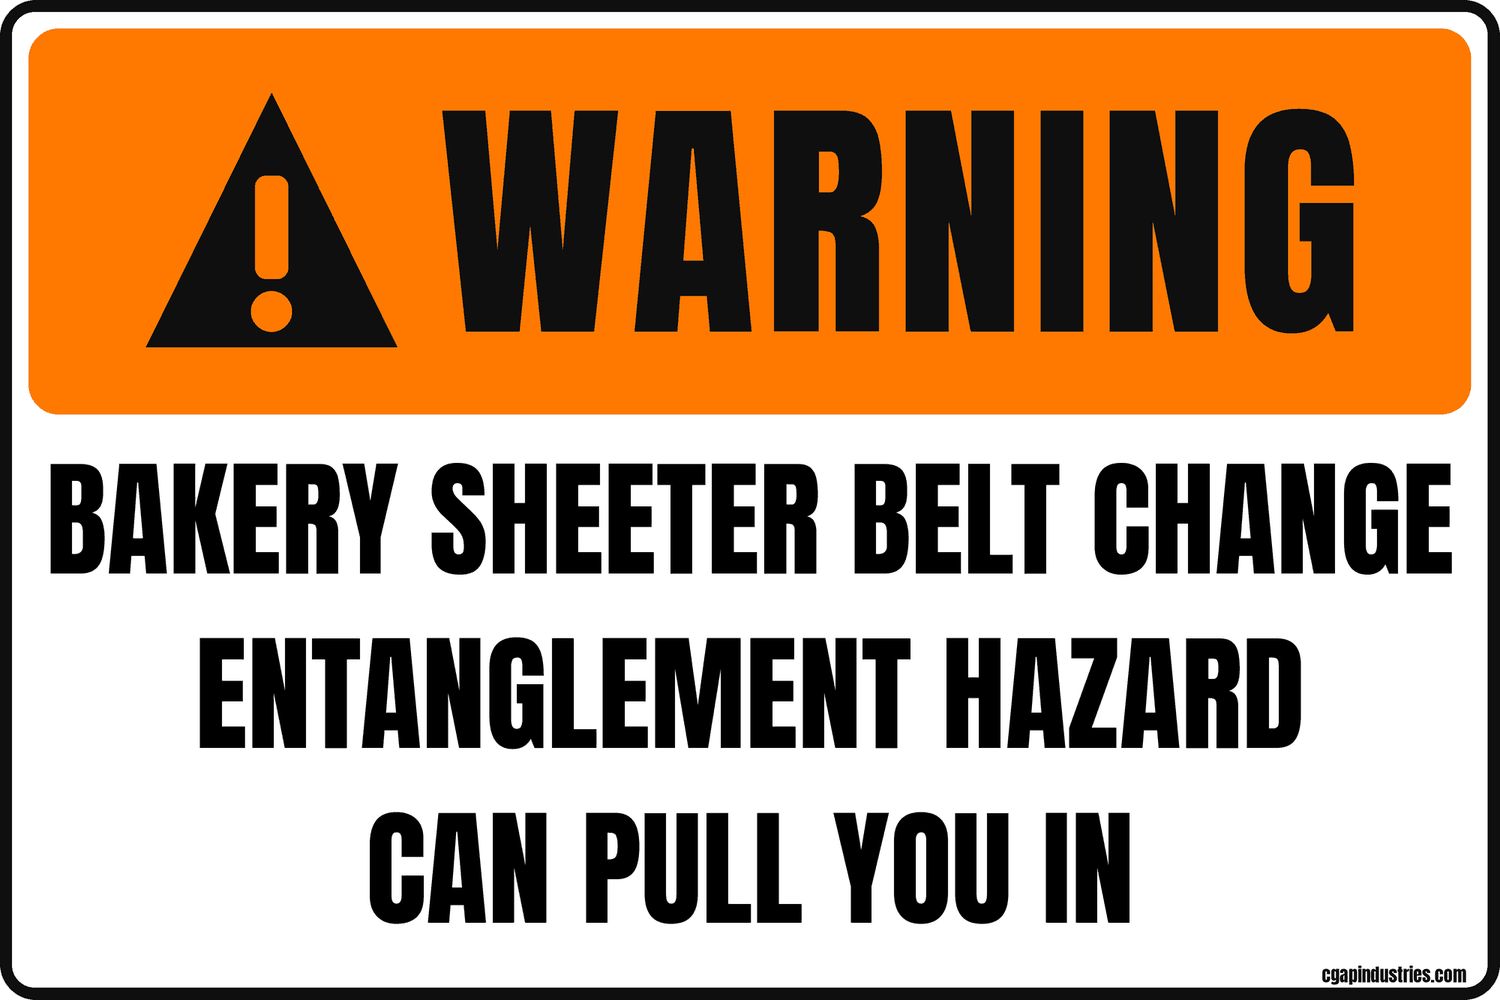 WARNING
BAKERY SHEETER BELT CHANGE
ENTANGLEMENT HAZARD
CAN PULL YOU IN
cgapindustries.com